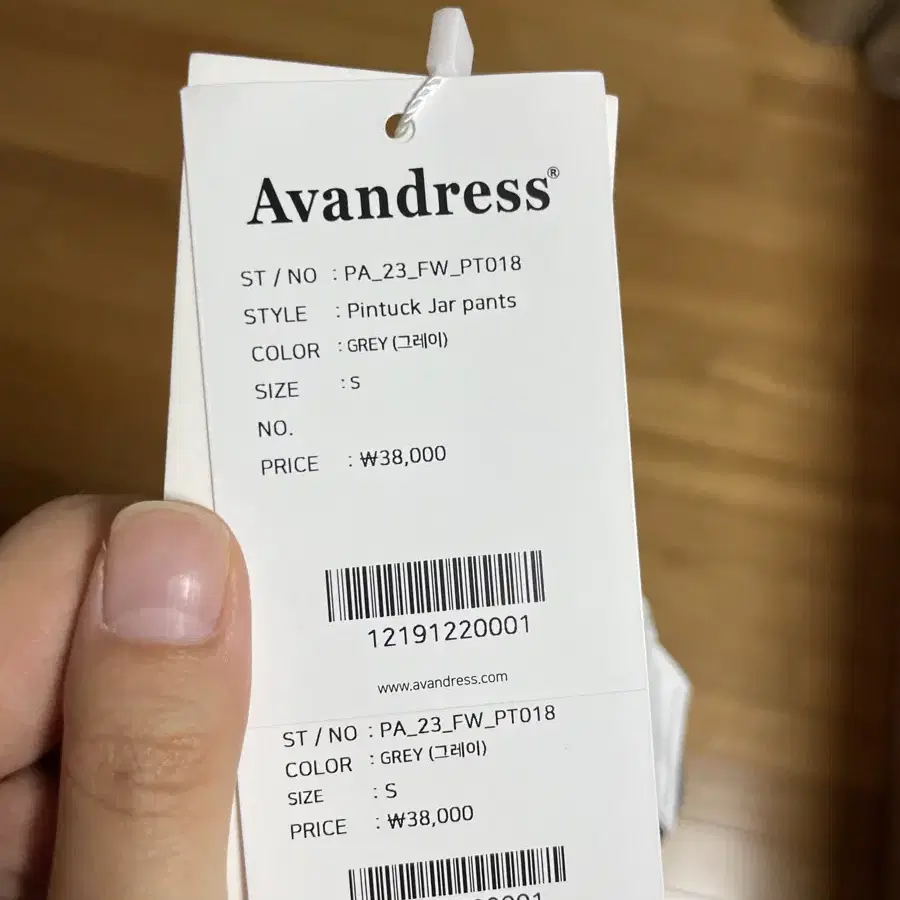 Avandress®
ST / NO : PA_23_FW_PT018
STYLE : Pintuck Jar pants
COLOR : GREY (그레이)
SIZE : S
NO.
PRICE : ₩38,000
12191220001
www.avandress.com
ST / NO : PA_23_FW_PT018
COLOR : GREY (그레이)
SIZE : S
PRICE : ₩38,000